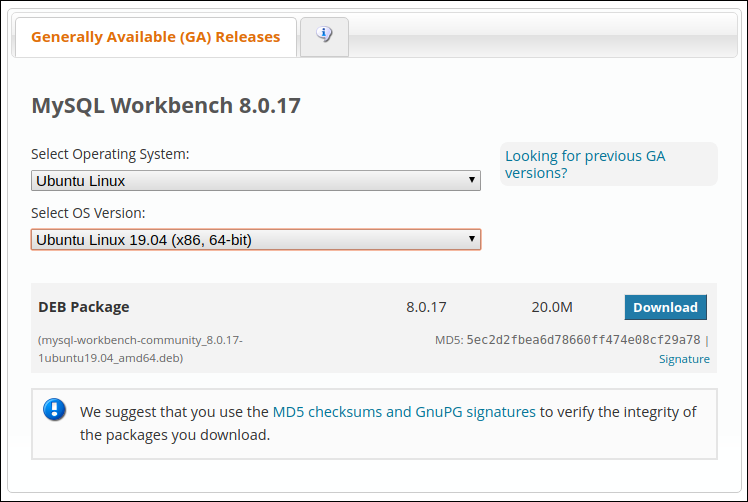 Generally Available (GA) Releases
MySQL Workbench 8.0.17
Select Operating System:
Looking for previous GA
versions?
Ubuntu Linux
Select OS Version:
Ubuntu Linux 19.04 (x86, 64-bit)
DEB Package 8.0.17 20.0M Download
(mysql-workbench-community_8.0.17-
1ubuntu19.04_amd64.deb)
MD5: 5ec2d2fbea6d78660ff474e08cf29a78 |
Signature
We suggest that you use the MD5 checksums and GnuPG signatures to verify the integrity of
the packages you download.